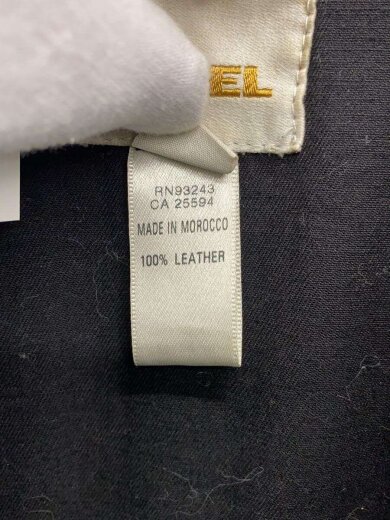 EL
RN93243
CA 25594
MADE IN MOROCCO
100% LEATHER